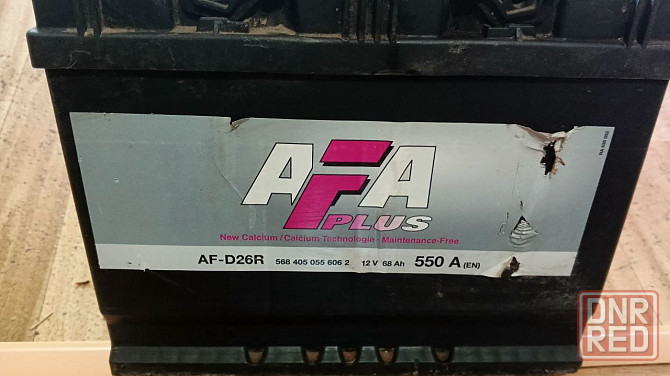 AFA
PLUS
New Calcium / Calcium Technologie - Maintenance-Free
AF-D26R 568 405 055 606 2 12 V 68 Ah 550 A (EN)
DNR
RED